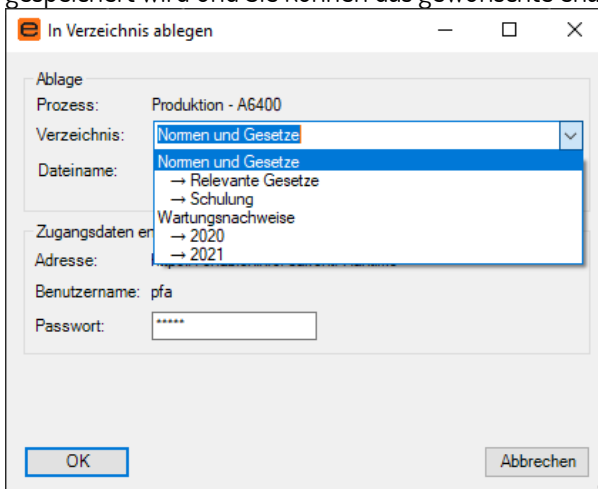 In Verzeichnis ablegen
Ablage
Prozess: Produktion - A6400
Verzeichnis: Normen und Gesetze
Normen und Gesetze
Dateiname:
→ Relevante Gesetze
→ Schulung
Wartungsnachweise
Zugangsdaten
→ 2020
→ 2021
Adresse:
Benutzername: pfa
Passwort: *****
OK Abbrechen